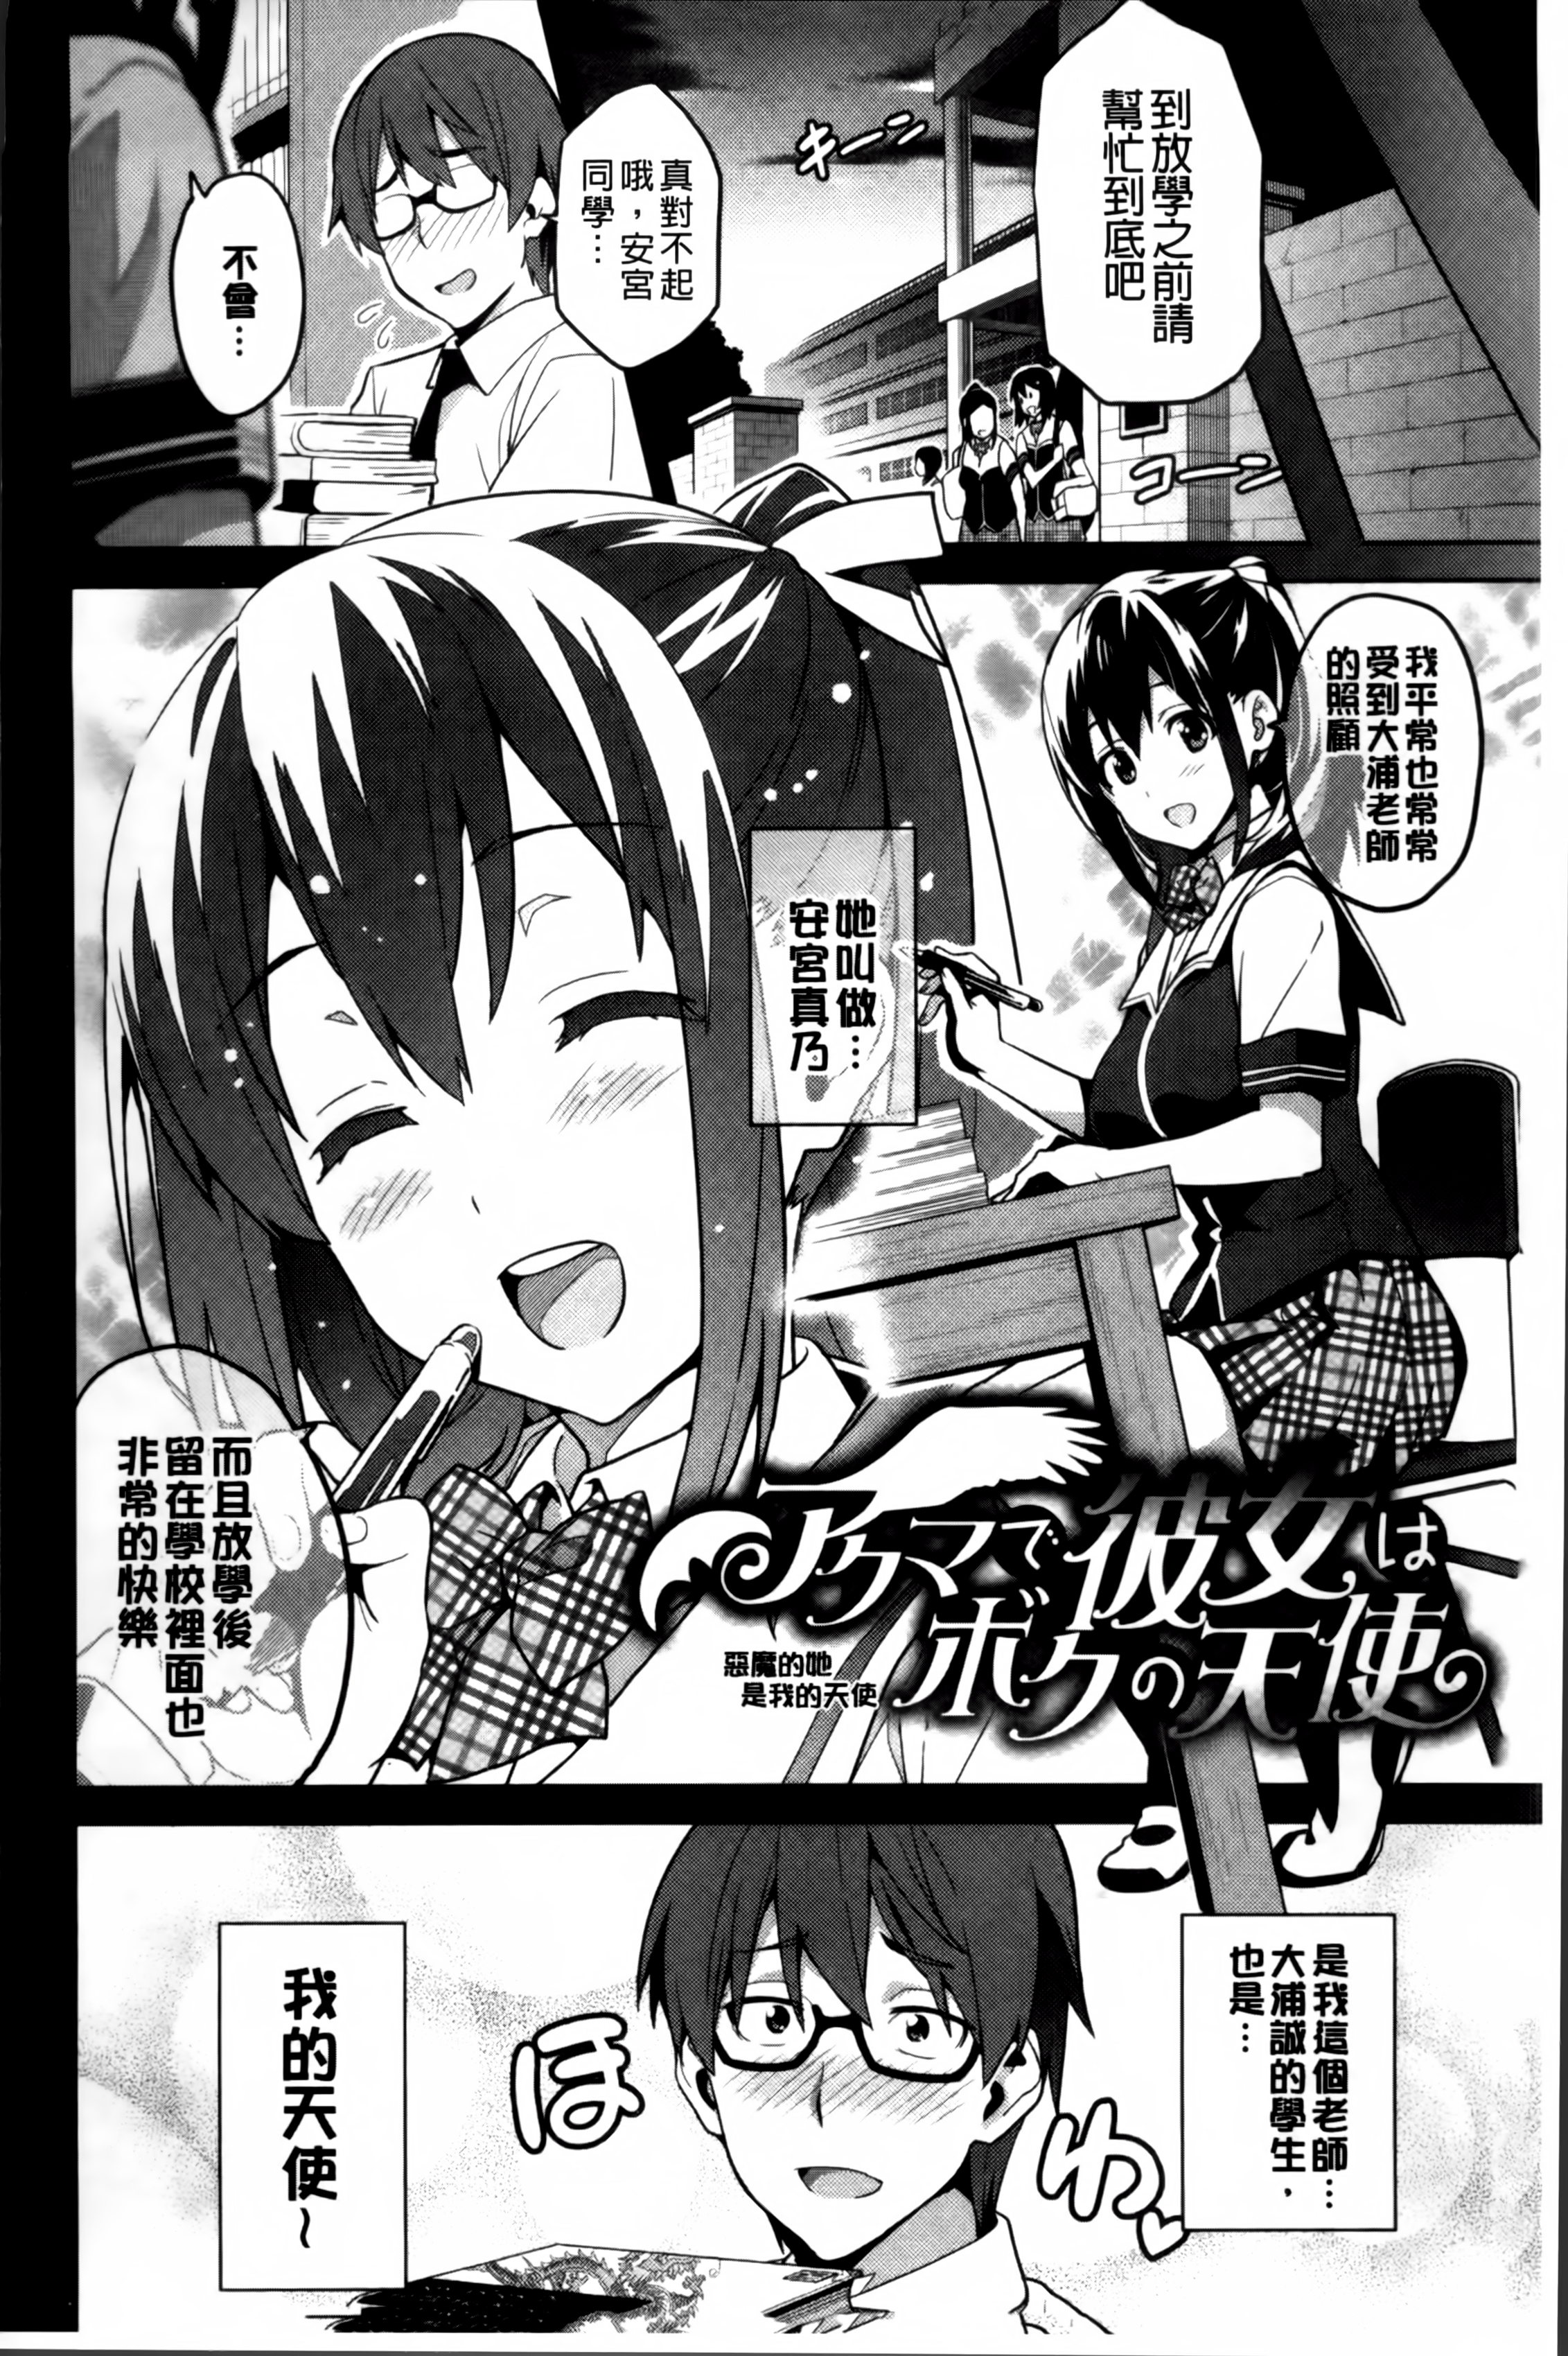 到放學之前請
幫忙到底吧
キーンコーン
真對不起
哦，安宮
同學…
不會…
我平常也常常
受到大浦老師
的照顧
她叫做…
安宮真乃
而且放學後
留在學校裡面也
非常的快樂
アクマで彼女は
ボクの天使
惡魔的她
是我的天使
是我這個老師…
大浦誠的學生，
也是…
ほわ
我的天使~